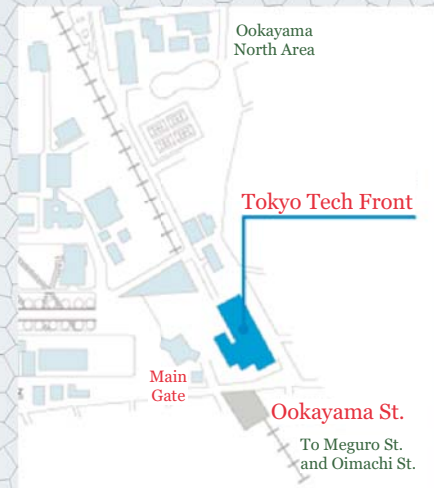 Ookayama
North Area
Tokyo Tech Front
Main
Gate
Ookayama St.
To Meguro St.
and Oimachi St.